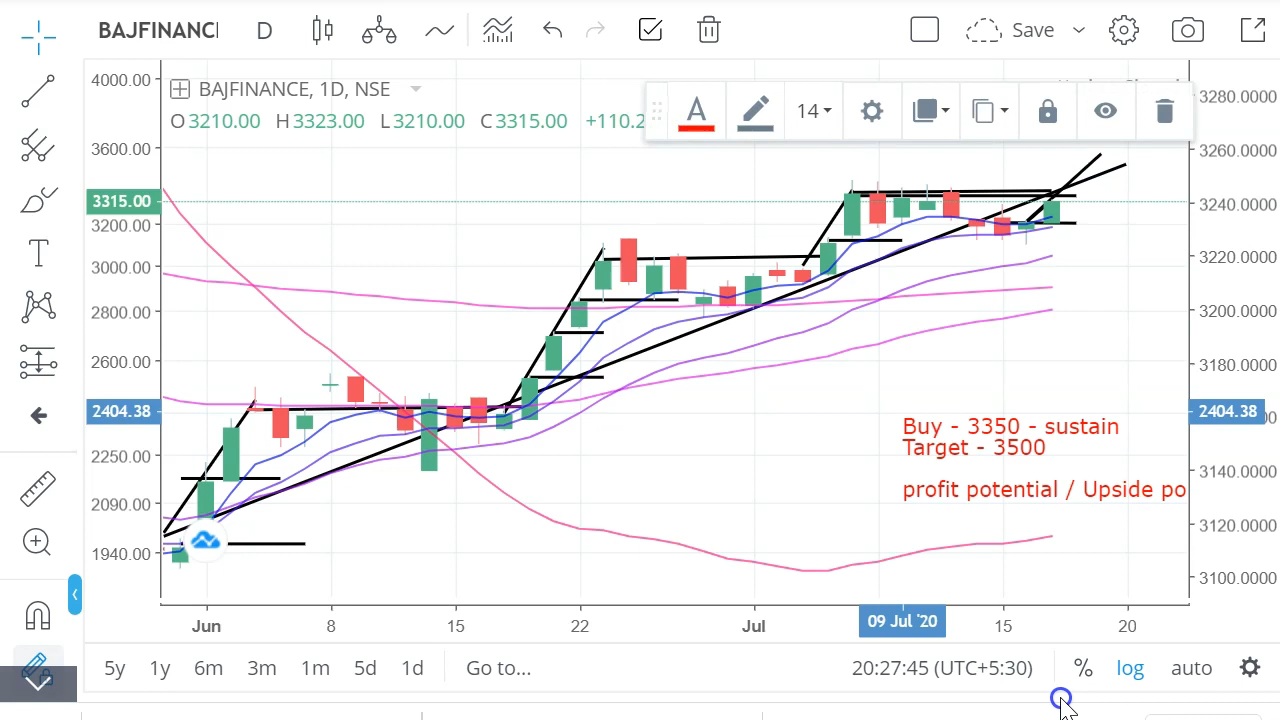 BAJFINANC
D
Save
BAJFINANCE, 1D, NSE
O3210.00 H3323.00 L3210.00 C3315.00 +110.2
14
A
4000.00
3600.00
3315.00
3200.00
3000.00
2800.00
2600.00
2404.38
2250.00
2090.00
1940.00
3280.0000
3260.0000
3240.0000
3220.0000
3200.0000
3180.0000
3160.0000
2404.38
3140.0000
3120.0000
3100.0000
Buy - 3350 - sustain
Target - 3500
profit potential / Upside po
Jun 8 15 22 Jul 09 Jul '20 15 20
5y 1y 6m 3m 1m 5d 1d Go to... 20:27:45 (UTC+5:30) % log auto